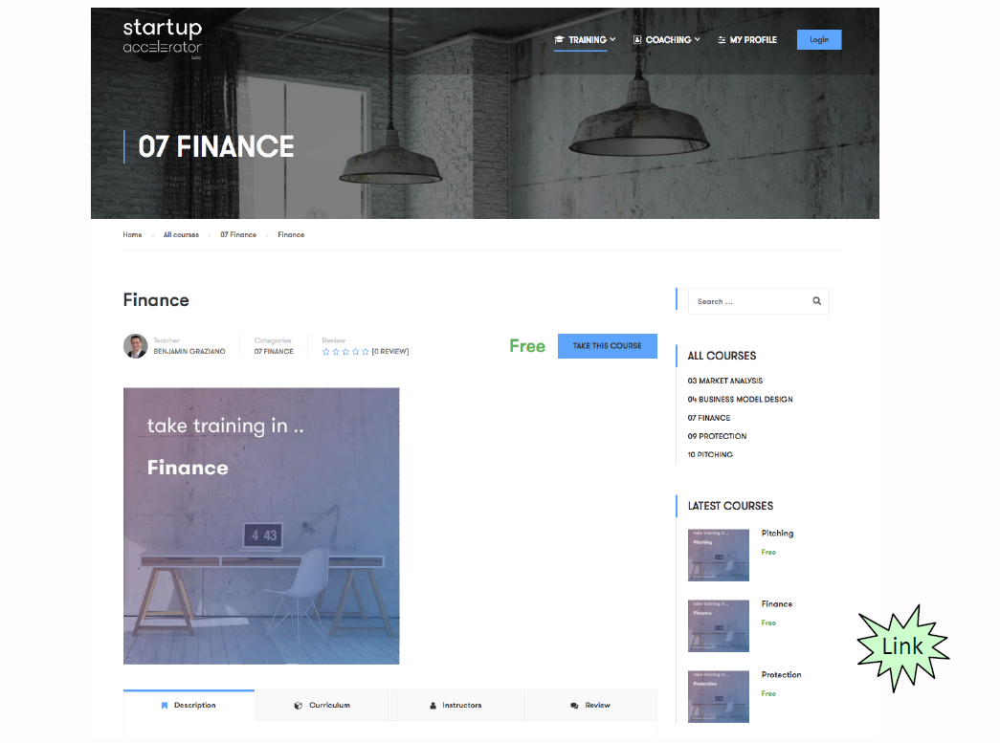 startup
accelerator
beta
TRAINING
COACHING
MY PROFILE
Login
07 FINANCE
Home
All courses
07 Finance
Finance
Finance
Teacher
BENJAMIN GRAZIANO
Categories
07 FINANCE
Review
(0 REVIEW)
Free
TAKE THIS COURSE
take training in ..
Finance
4 43
Description
Curriculum
Instructors
Review
Search ...
ALL COURSES
03 MARKET ANALYSIS
04 BUSINESS MODEL DESIGN
07 FINANCE
09 PROTECTION
10 PITCHING
LATEST COURSES
take training in ..
Pitching
Pitching
Free
take training in ..
Finance
Finance
Free
take training in ..
Protection
Protection
Free
Link